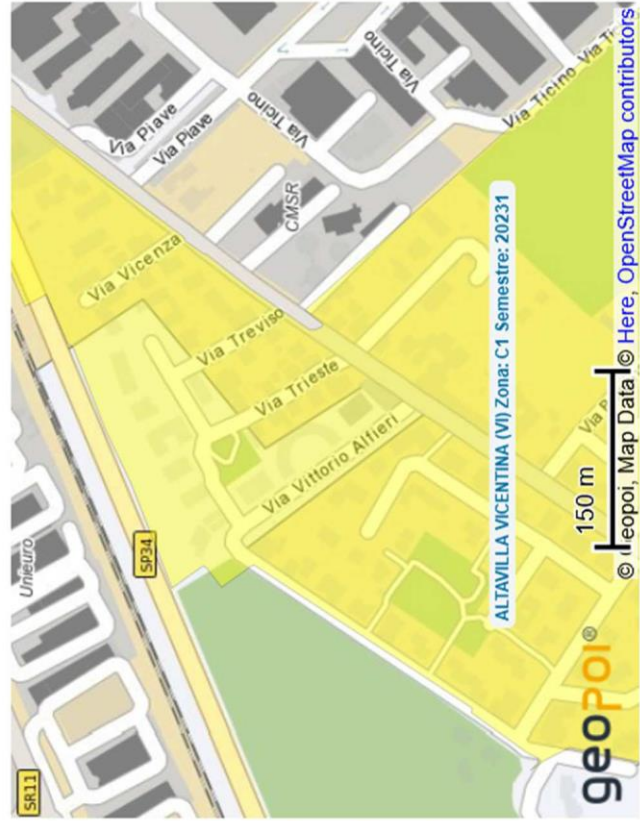 SR11
Unieuro
SP34
Via Vicenza
Via Piave
Via Piave
Via Ticino
Via Ticino
Via Ticino
Via Ticino
CMSR
Via Treviso
Via Trieste
Via Vittorio Alfieri
ALTAVILLA VICENTINA (VI) Zona: C1 Semestre: 20231
150 m
geoPOI®
© Geopoi, Map Data © Here, OpenStreetMap contributors